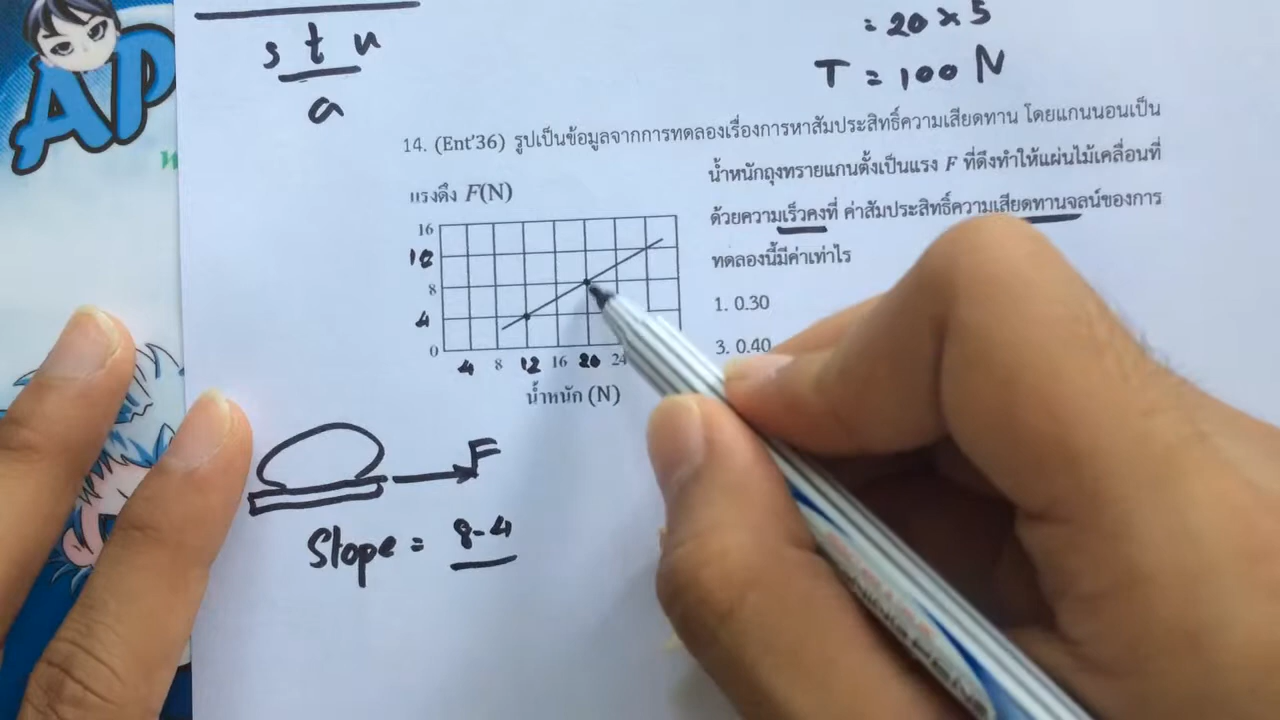 AP
s t u
a
= 20 × 5
T = 100 N
14. (Ent'36) รูปเป็นข้อมูลจากการทดลองเรื่องการหาสัมประสิทธิ์ความเสียดทาน โดยแกนนอนเป็น
น้ำหนักถุงทรายแกนตั้งเป็นแรง F ที่ดึงทำให้แผ่นไม้เคลื่อนที่
ด้วยความเร็วคงที่ ค่าสัมประสิทธิ์ความเสียดทานจลน์ของการ
ทดลองนี้มีค่าเท่าไร
1. 0.30
3. 0.40
แรงดึง F(N)
16
12
8
4
0
4 8 12 16 20 24
น้ำหนัก (N)
F
Slope = 8-4